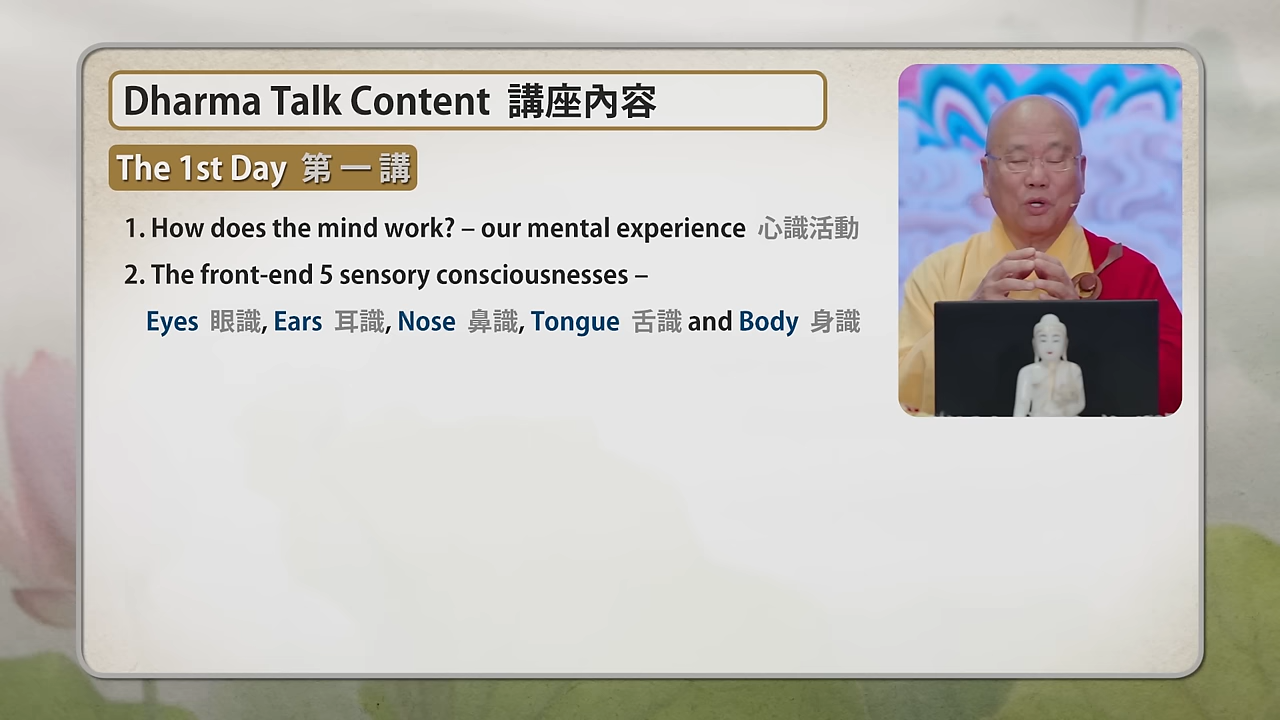 Dharma Talk Content 講座內容
The 1st Day 第一講
1. How does the mind work? – our mental experience 心識活動
2. The front-end 5 sensory consciousnesses –
Eyes 眼識, Ears 耳識, Nose 鼻識, Tongue 舌識 and Body 身識